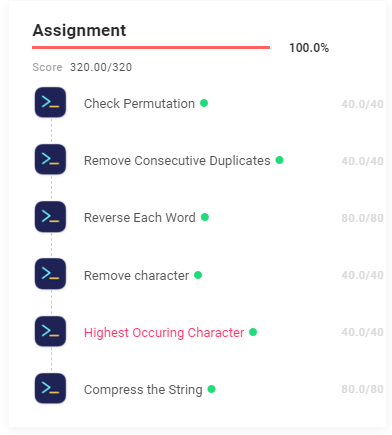 Assignment
100.0%
Score 320.00/320
Check Permutation 40.0/40
Remove Consecutive Duplicates 40.0/40
Reverse Each Word 80.0/80
Remove character 40.0/40
Highest Occuring Character 40.0/40
Compress the String 80.0/80